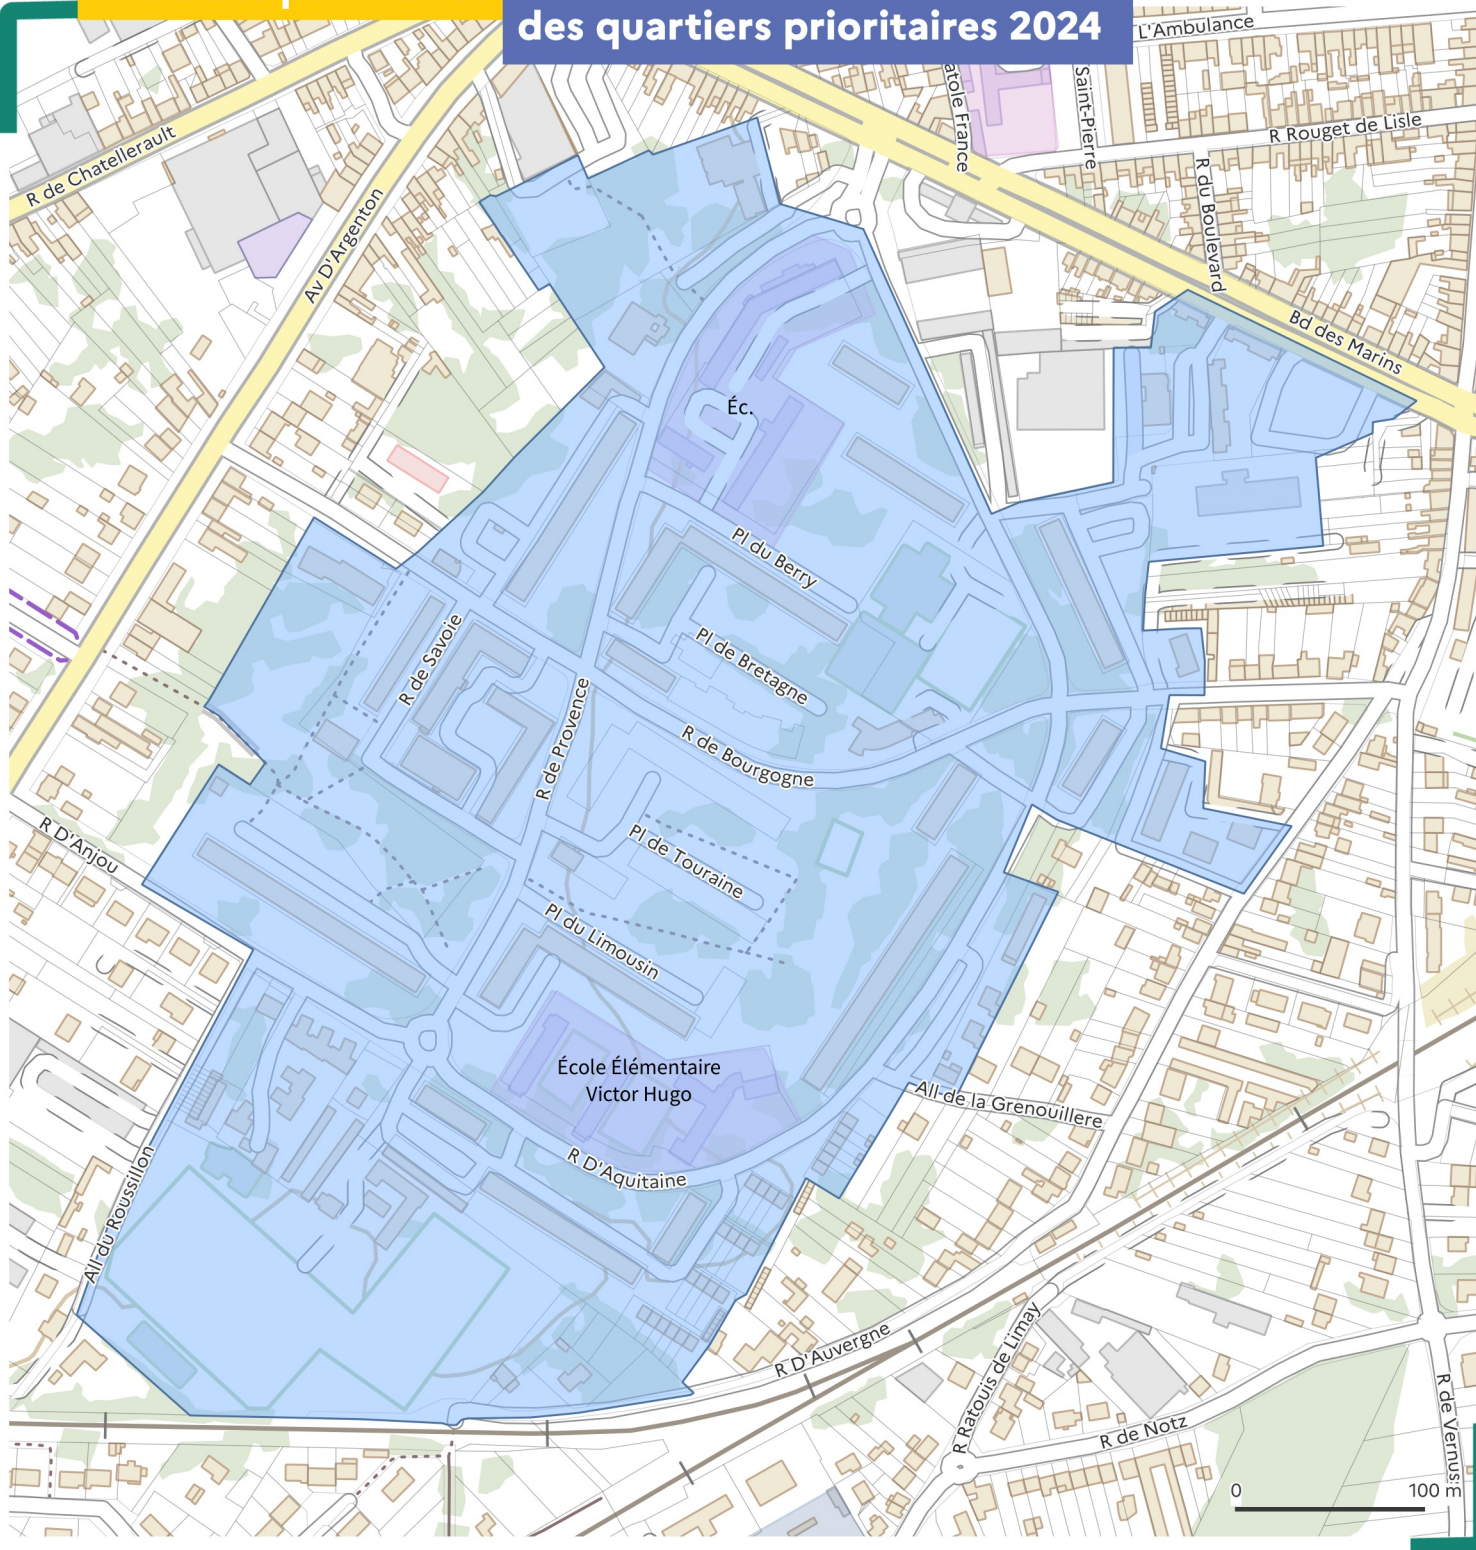 des quartiers prioritaires 2024
L'Ambulance
R de Chatellerault
Av D'Argenton
atole France
Saint-Pierre
R Rouget de Lisle
R du Boulevard
Bd des Marins
Éc.
Pl du Berry
Pl de Bretagne
R de Savoie
R de Provence
R de Bourgogne
Pl de Touraine
Pl du Limousin
R D'Anjou
École Élémentaire
Victor Hugo
All de la Grenouillere
R D'Aquitaine
All du Roussillon
R D'Auvergne
R Ratouis de Limay
R de Notz
R de Vernus
0
100 m